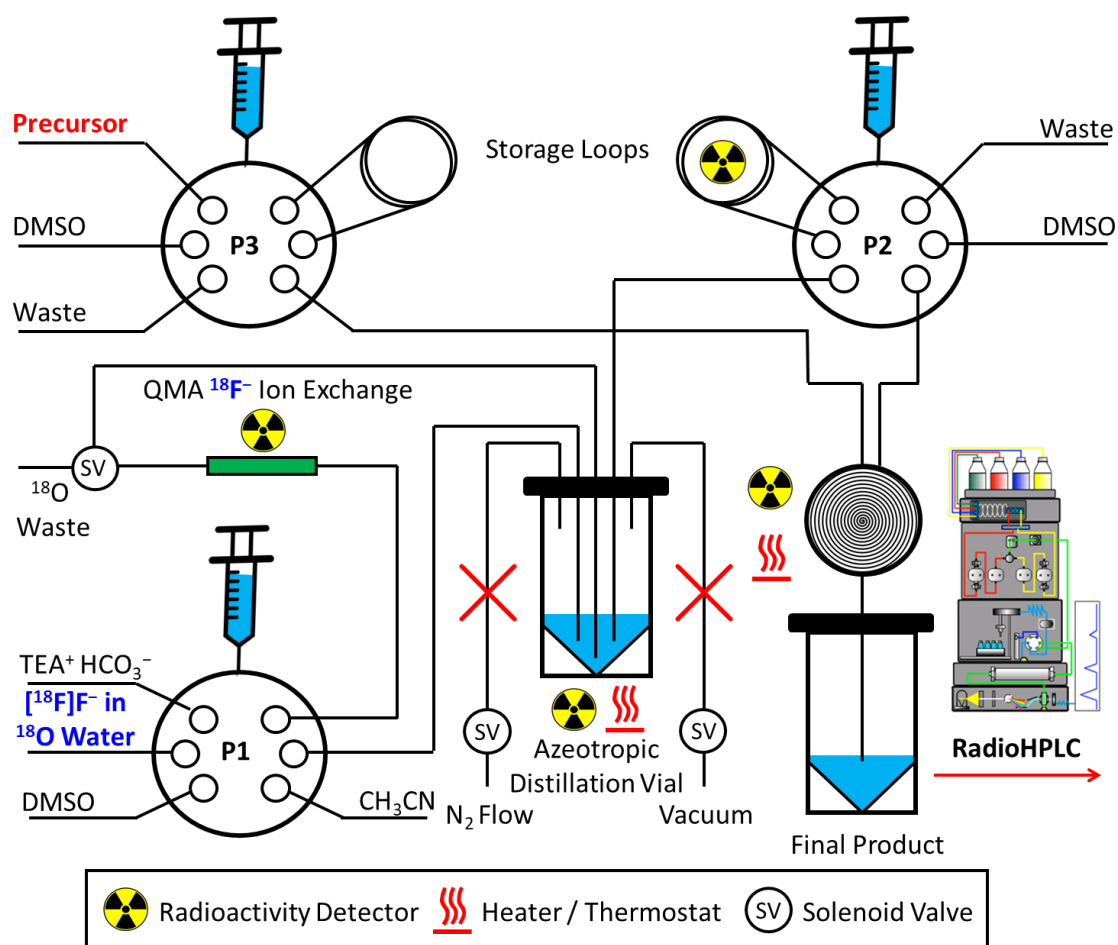 Precursor
DMSO
Waste
P3
Storage Loops
P2
Waste
DMSO
QMA ¹⁸F⁻ Ion Exchange
SV
¹⁸O
Waste
TEA⁺ HCO₃⁻
[¹⁸F]F⁻ in
¹⁸O Water
DMSO
P1
CH₃CN
SV
N₂ Flow
Azeotropic
Distillation Vial
SV
Vacuum
Final Product
RadioHPLC
Radioactivity Detector
Heater / Thermostat
SV
Solenoid Valve